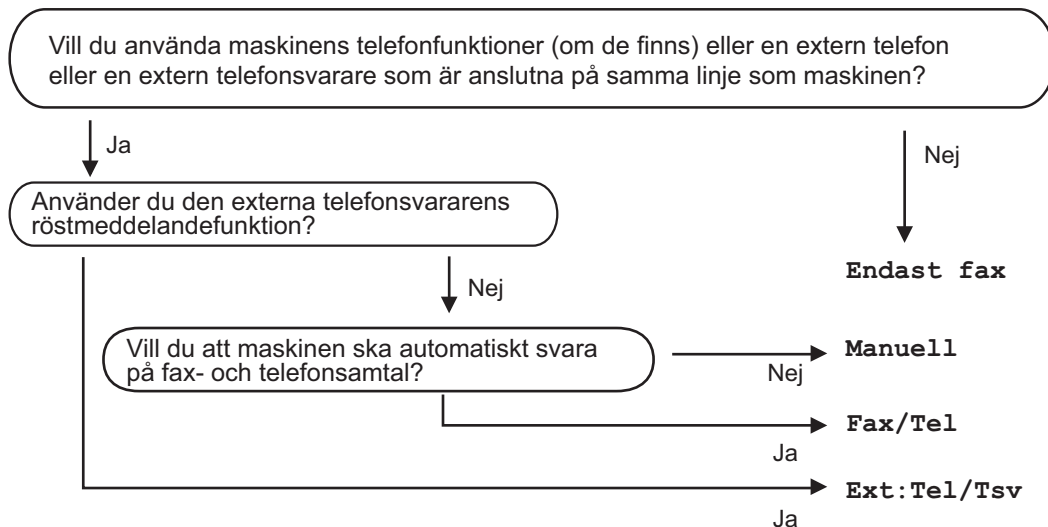 Vill du använda maskinens telefonfunktioner (om de finns) eller en extern telefon
eller en extern telefonsvarare som är anslutna på samma linje som maskinen?
Ja
Nej
Använder du den externa telefonsvararens
röstmeddelandefunktion?
Endast fax
Nej
Vill du att maskinen ska automatiskt svara
på fax- och telefonsamtal?
Manuell
Nej
Fax/Tel
Ja
Ext:Tel/Tsv
Ja